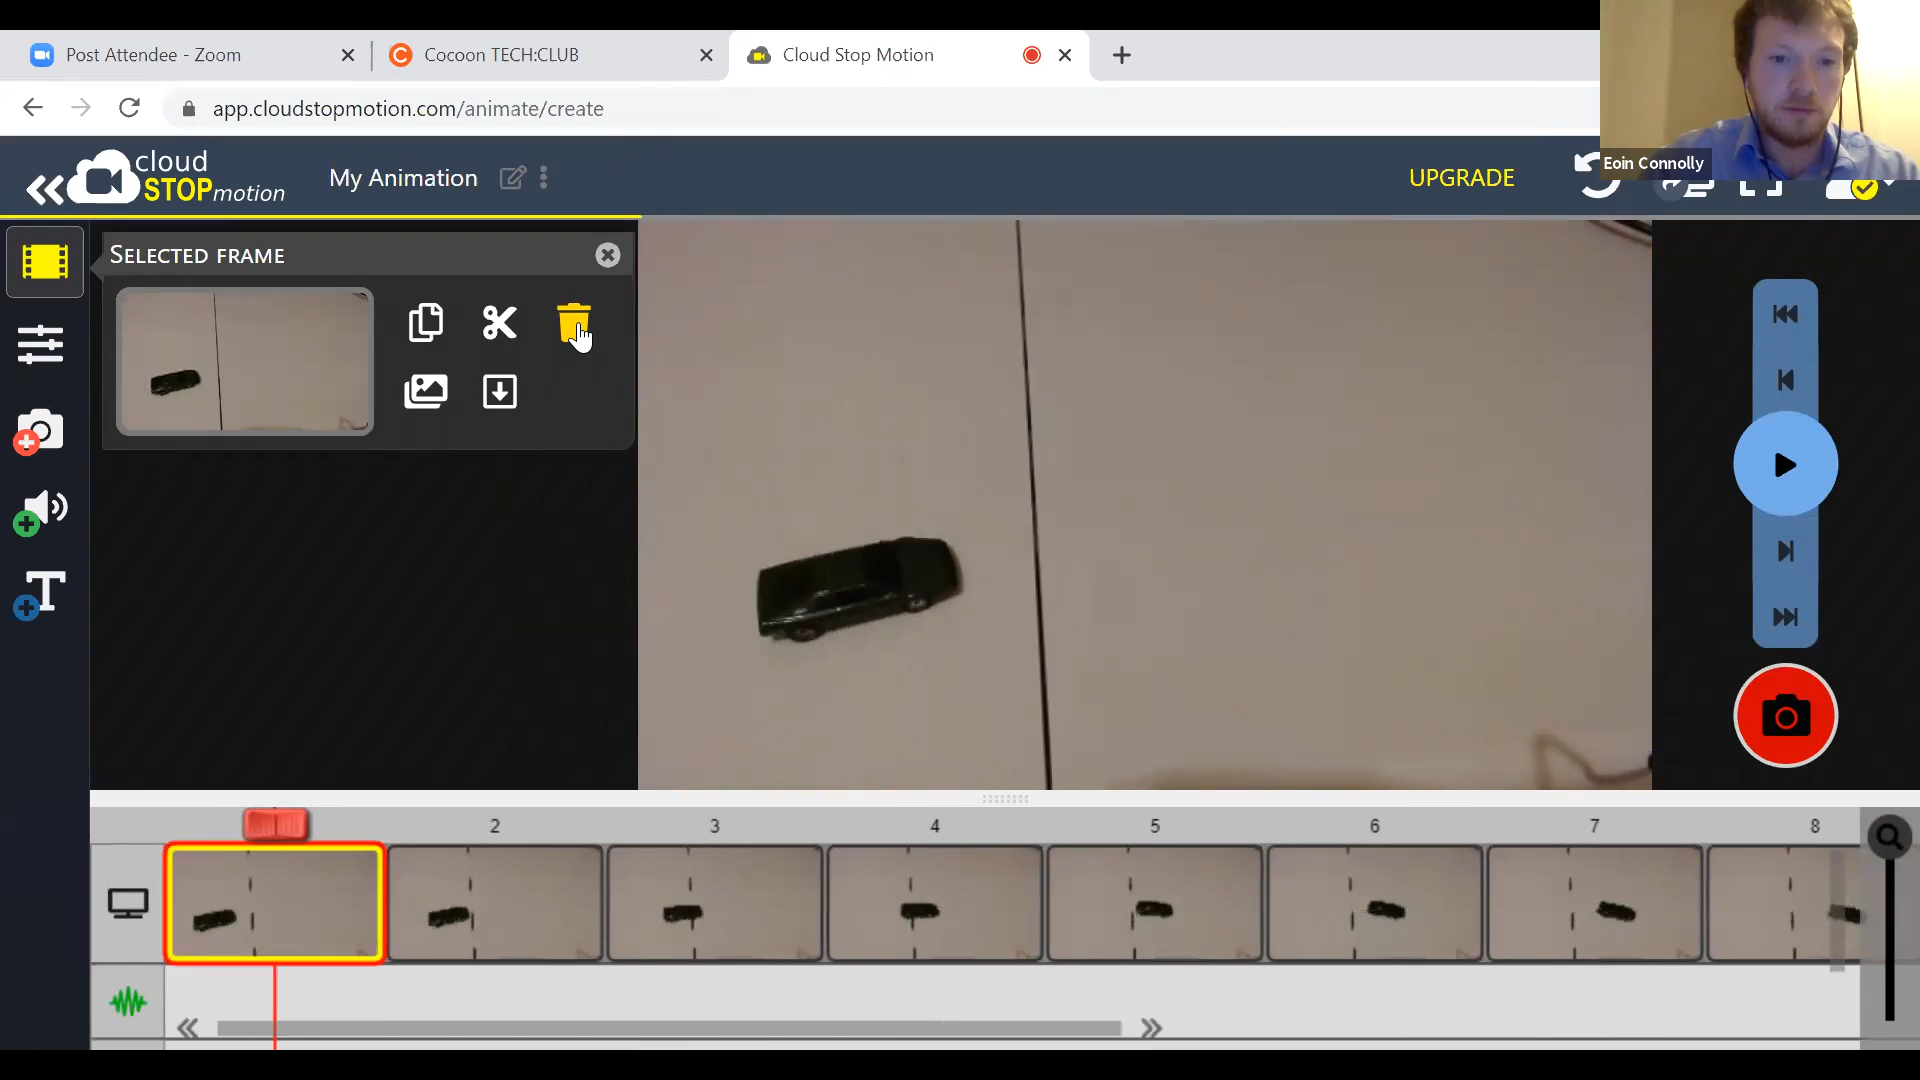 Post Attendee - Zoom
Cocoon TECH:CLUB
Cloud Stop Motion
app.cloudstopmotion.com/animate/create
Eoin Connolly
cloud
STOPmotion
My Animation
UPGRADE
SELECTED FRAME
2 3 4 5 6 7 8